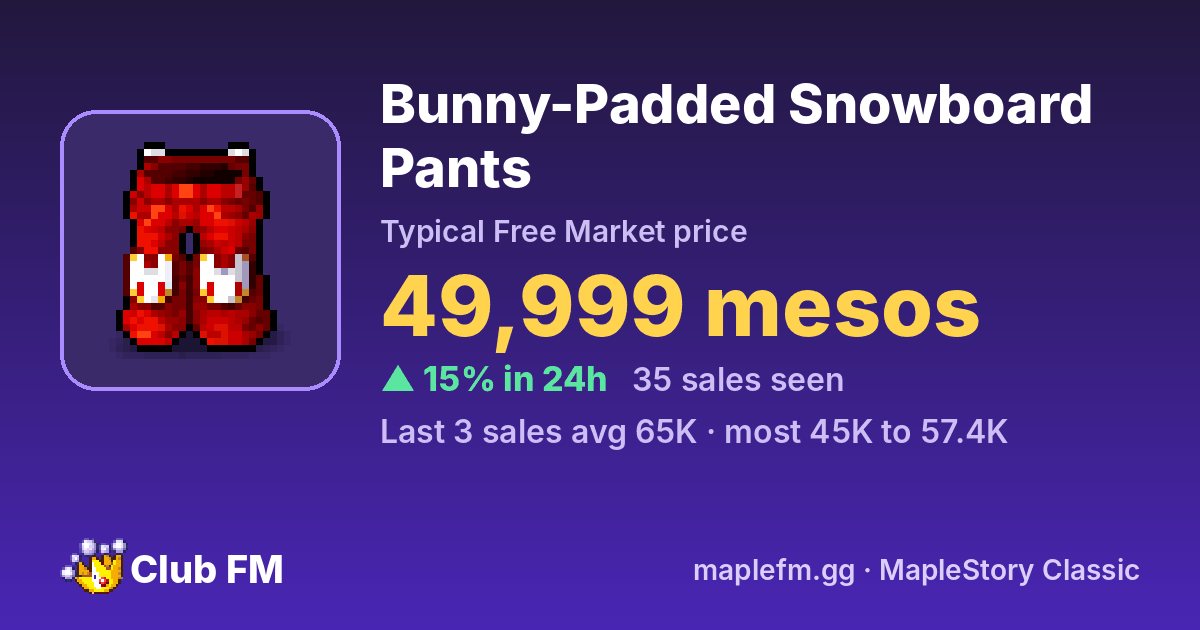 Bunny-Padded Snowboard
Pants
Typical Free Market price
49,999 mesos
▲ 15% in 24h 35 sales seen
Last 3 sales avg 65K · most 45K to 57.4K
Club FM
maplefm.gg · MapleStory Classic